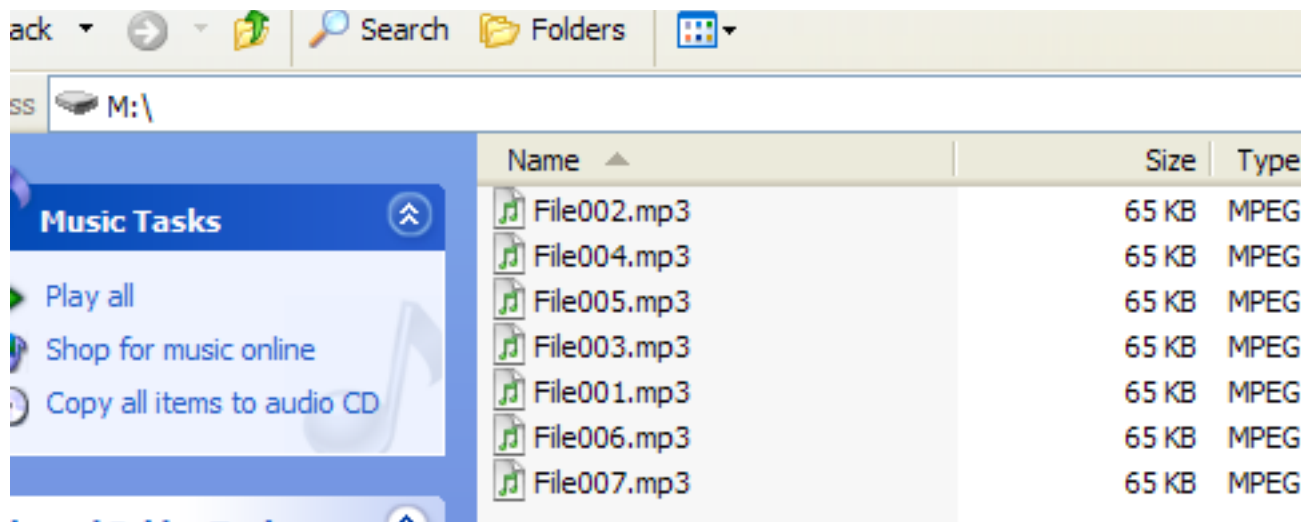 ack Search Folders
ss M:\
Name Size Type
Music Tasks
Play all
Shop for music online
Copy all items to audio CD
File002.mp3 65 KB MPEG
File004.mp3 65 KB MPEG
File005.mp3 65 KB MPEG
File003.mp3 65 KB MPEG
File001.mp3 65 KB MPEG
File006.mp3 65 KB MPEG
File007.mp3 65 KB MPEG